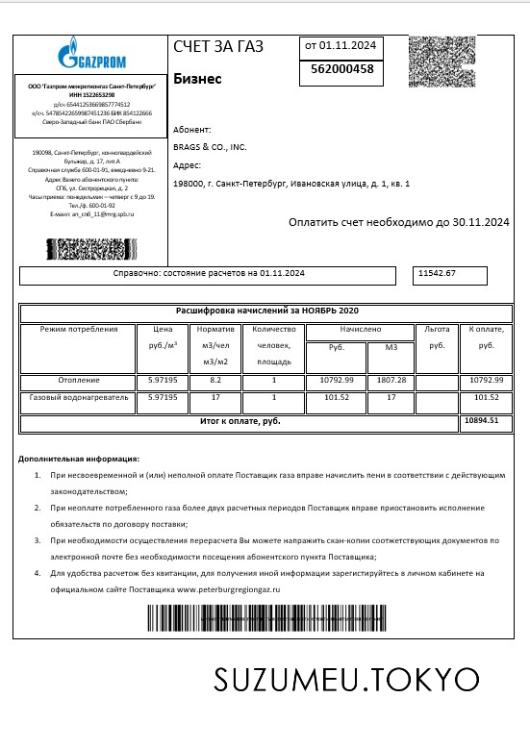 GAZPROM
ООО "Газпром межрегионгаз Санкт-Петербург"
ИНН 1522653298
р/сч 65441253669857774512
к/сч. 54785422659987451236 БИК 854122666
Северо-Западный банк ПАО Сбербанк
190098, Санкт-Петербург, конногвардейский
бульвар, д. 17, лит А
Справочная служба 600-01-91, ежедневно 9-21.
Адрес Вашего абонентского пункта:
СПб, ул. Сестрорецкая, д. 2
Часы приема: понедельник – четверг с 9 до 19.
Тел./ф. 600-01-92
E-маит an_спб_11@mrg.spb.ru
СЧЕТ ЗА ГАЗ
Бизнес
от 01.11.2024
562000458
Абонент:
BRAGS & CO., INC.
Адрес:
198000, г. Санкт-Петербург, Ивановская улица, д. 1, кв. 1
Оплатить счет необходимо до 30.11.2024
Справочно: состояние расчетов на 01.11.2024
11542.67
Расшифровка начислений за НОЯБРЬ 2020
Режим потребления Цена руб./м³ Норматив м3/чел м3/м2 Количество человек, площадь Начислено Руб. М3 Льгота руб. К оплате, руб.
Отопление 5.97195 8.2 1 10792.99 1807.28 10792.99
Газовый водонагреватель 5.97195 17 1 101.52 17 101.52
Итог к оплате, руб. 10894.51
Дополнительная информация:
1. При несвоевременной и (или) неполной оплате Поставщик газа вправе начислить пени в соответствии с действующим
законодательством;
2. При неоплате потребленного газа более двух расчетных периодов Поставщик вправе приостановить исполнение
обязательств по договору поставки;
3. При необходимости осуществления перерасчета Вы можете направить скан-копии соответствующих документов по
электронной почте без необходимости посещения абонентского пункта Поставщика;
4. Для удобства расчеток без квитанции, для получения иной информации зарегистируйтесь в личном кабинете на
официальном сайте Поставщика www.peterburgregiongaz.ru
SUZUMEU.TOKYO